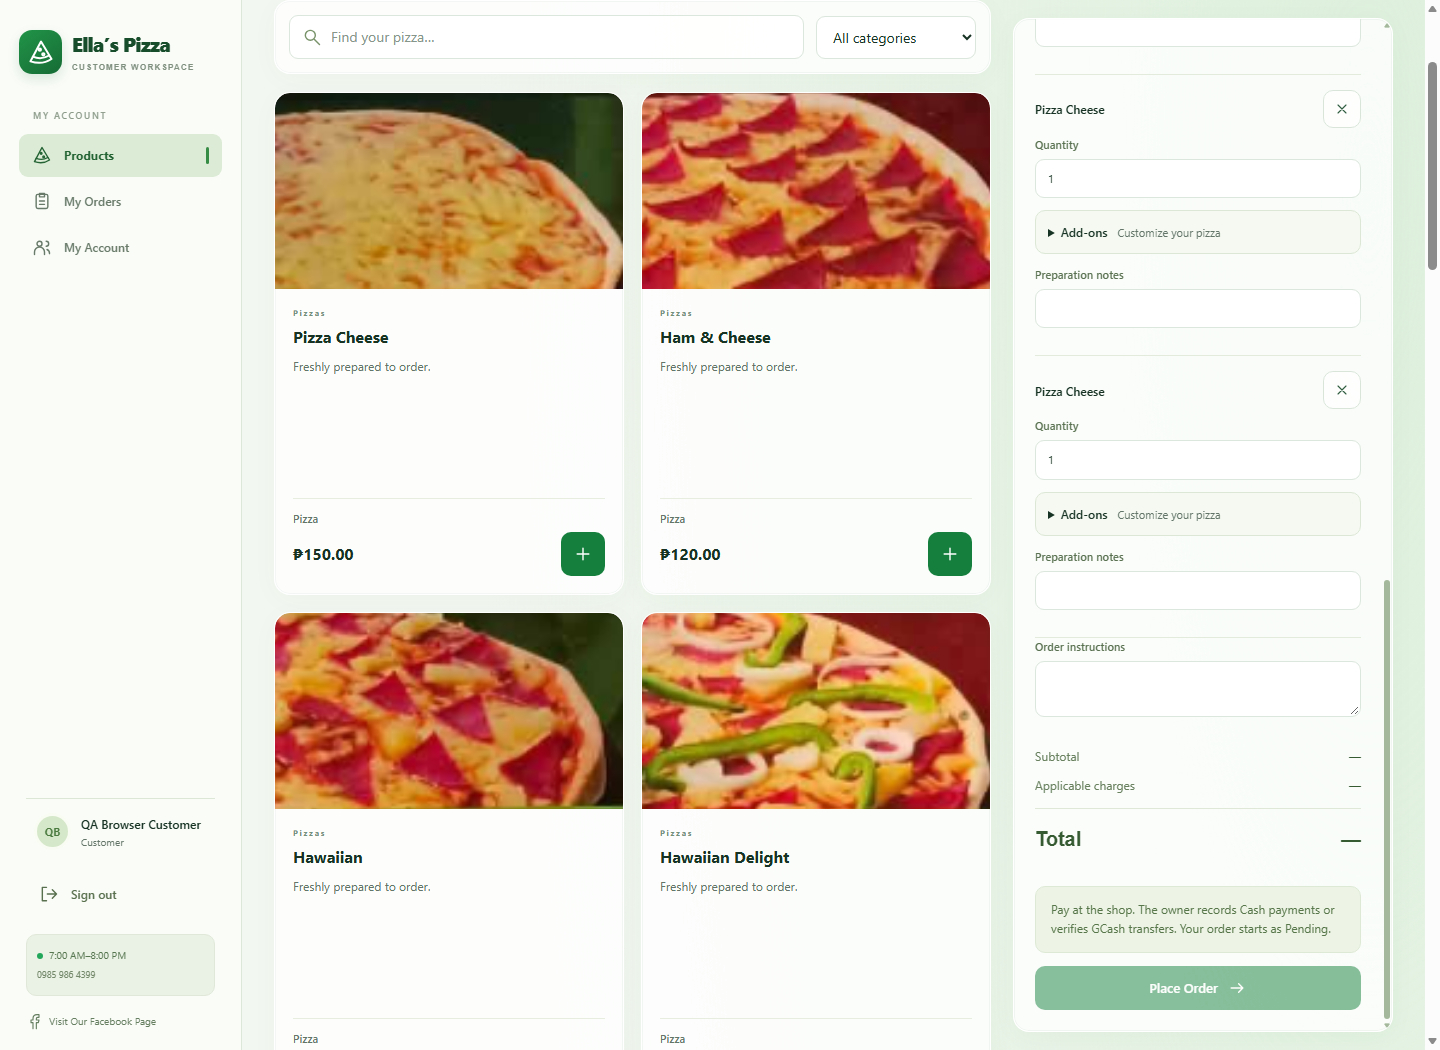 Ella's Pizza
CUSTOMER WORKSPACE
MY ACCOUNT
Products
My Orders
My Account
QB
QA Browser Customer
Customer
Sign out
7:00 AM–8:00 PM
0985 986 4399
Visit Our Facebook Page
Find your pizza...
All categories
Pizzas
Pizza Cheese
Freshly prepared to order.
Pizza
₱150.00
Pizzas
Ham & Cheese
Freshly prepared to order.
Pizza
₱120.00
Pizzas
Hawaiian
Freshly prepared to order.
Pizza
Pizzas
Hawaiian Delight
Freshly prepared to order.
Pizza
Pizza Cheese
Quantity
1
Add-ons Customize your pizza
Preparation notes
Pizza Cheese
Quantity
1
Add-ons Customize your pizza
Preparation notes
Order instructions
Subtotal —
Applicable charges —
Total —
Pay at the shop. The owner records Cash payments or
verifies GCash transfers. Your order starts as Pending.
Place Order →